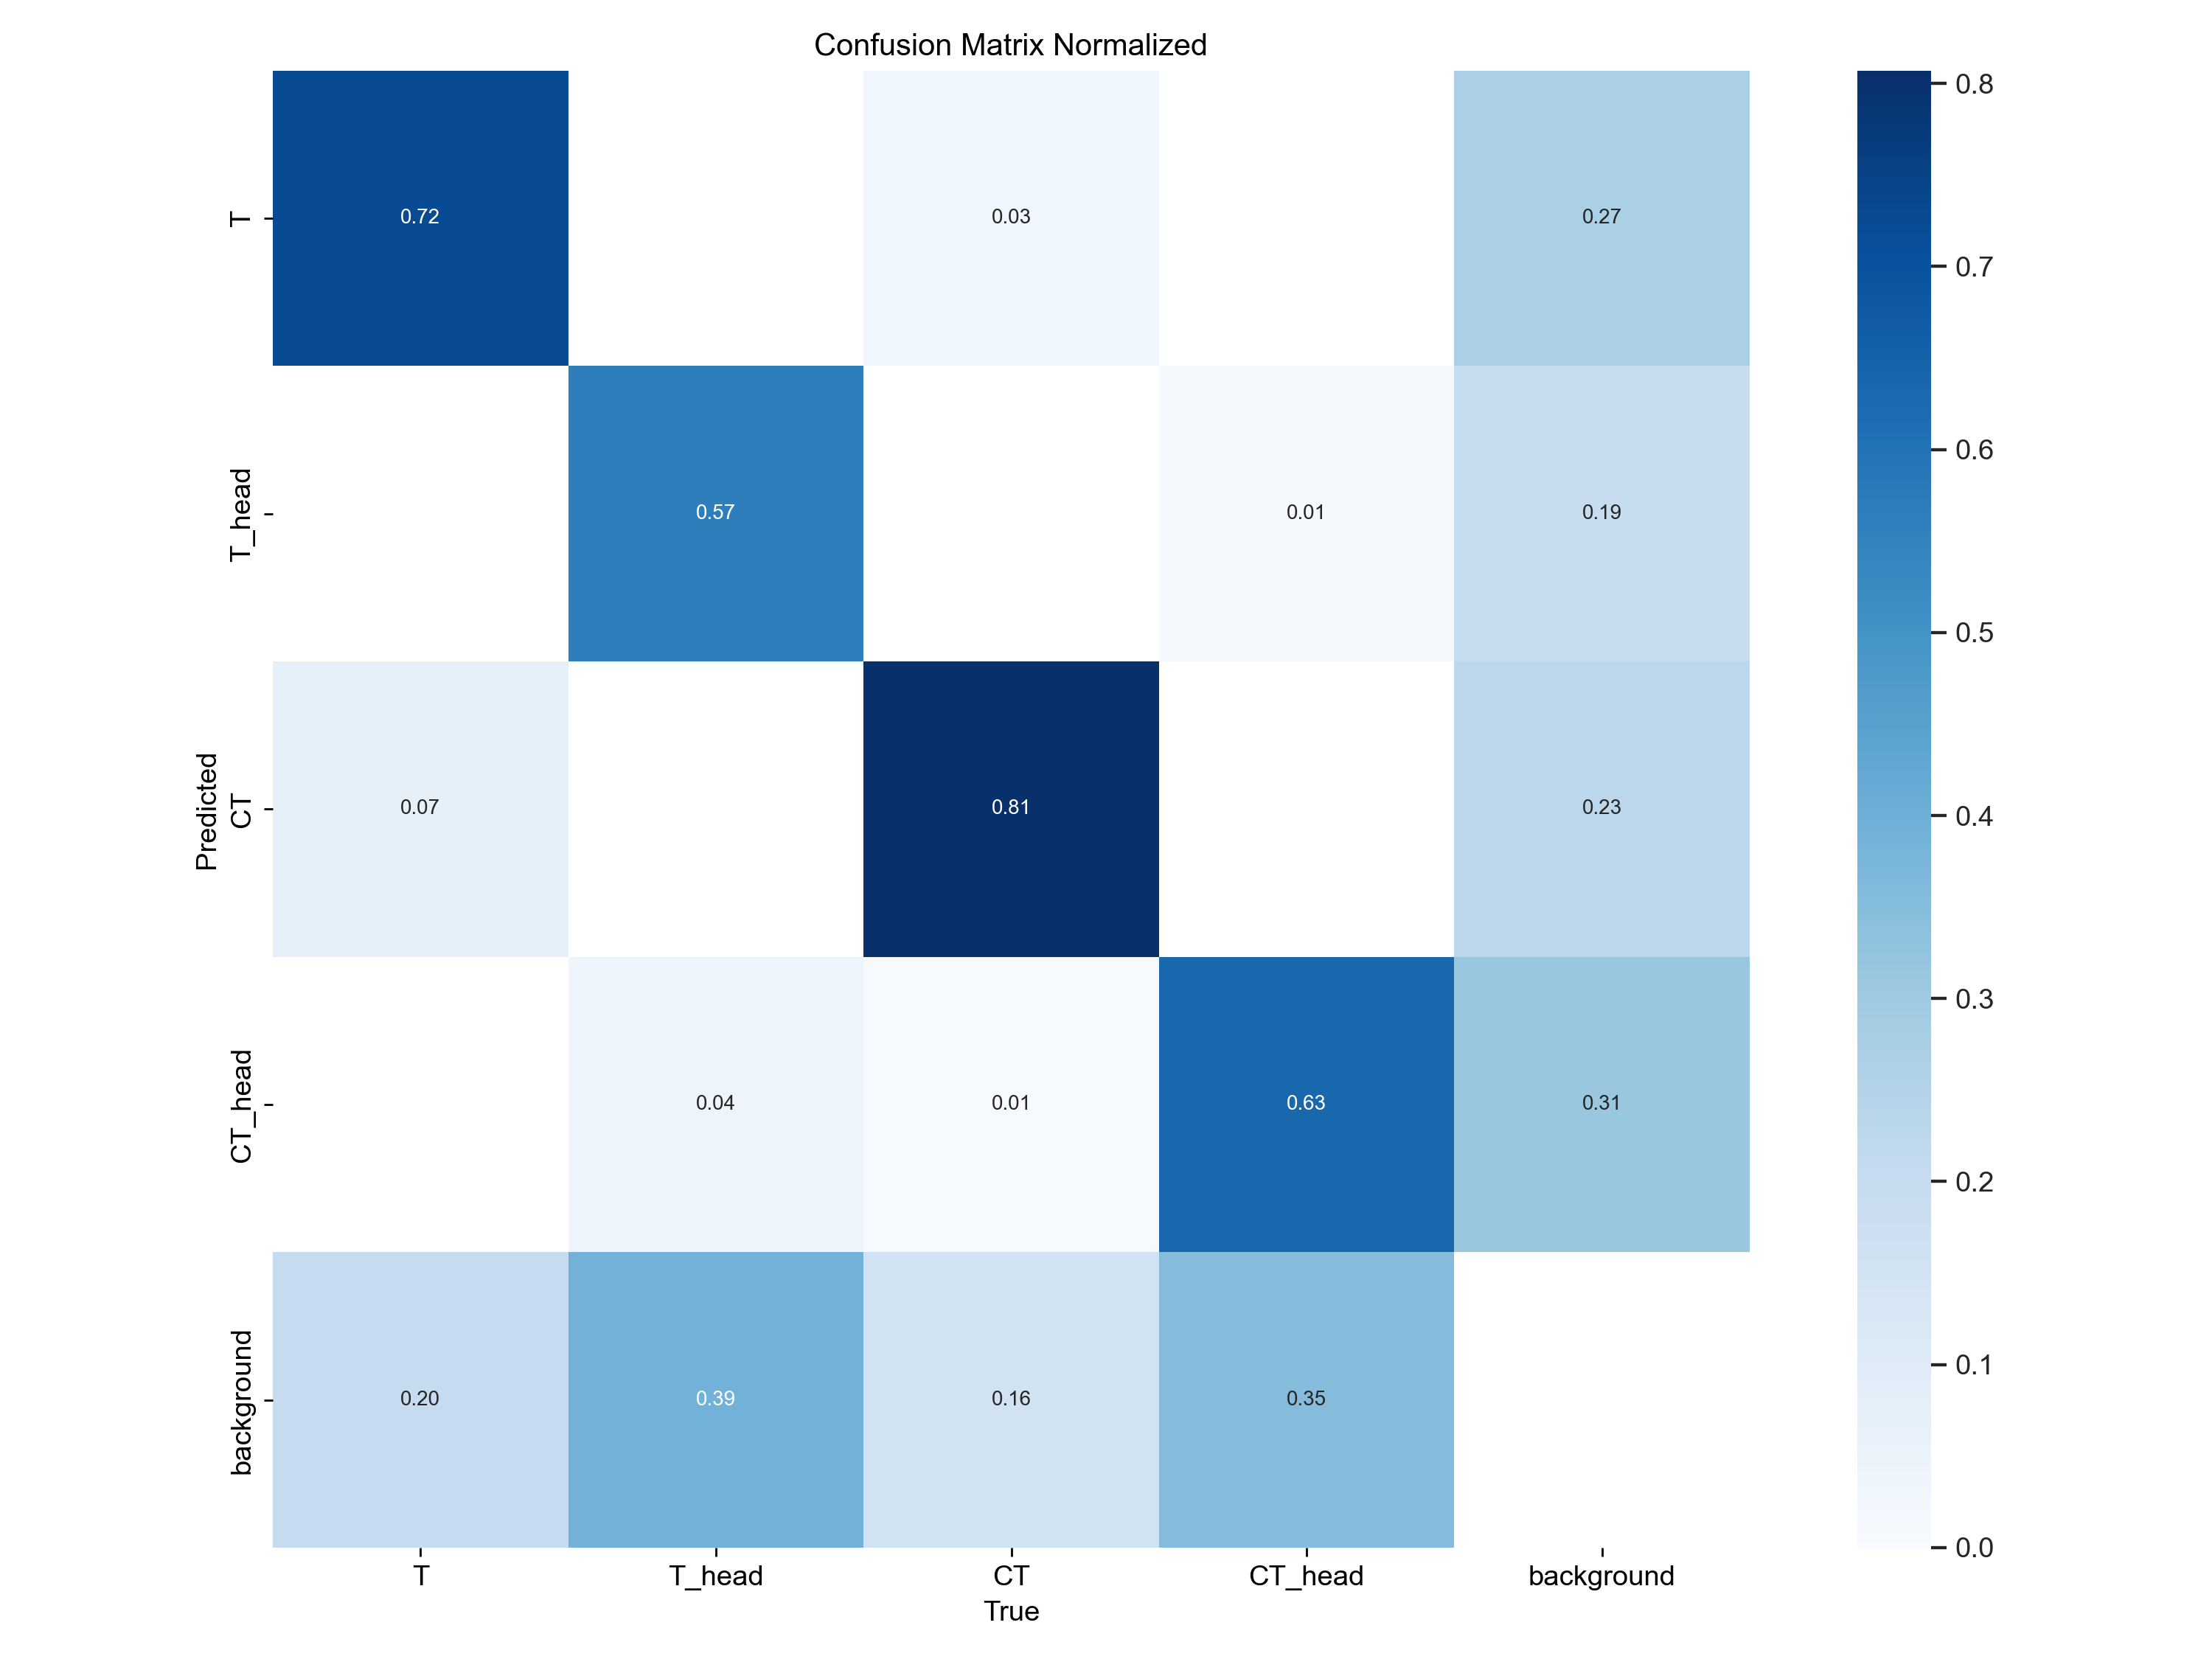 Confusion Matrix Normalized
T 0.72 0.03 0.27
T_head 0.57 0.01 0.19
Predicted
CT 0.07 0.81 0.23
CT_head 0.04 0.01 0.63 0.31
background 0.20 0.39 0.16 0.35
T T_head CT CT_head background
True
0.8
0.7
0.6
0.5
0.4
0.3
0.2
0.1
0.0